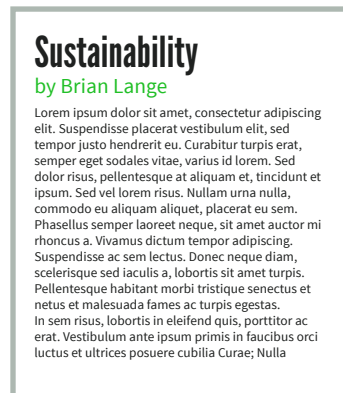 Sustainability
by Brian Lange
Lorem ipsum dolor sit amet, consectetur adipiscing
elit. Suspendisse placerat vestibulum elit, sed
tempor justo hendrerit eu. Curabitur turpis erat,
semper eget sodales vitae, varius id lorem. Sed
dolor risus, pellentesque at aliquam et, tincidunt et
ipsum. Sed vel lorem risus. Nullam urna nulla,
commodo eu aliquam aliquet, placerat eu sem.
Phasellus semper laoreet neque, sit amet auctor mi
rhoncus a. Vivamus dictum tempor adipiscing.
Suspendisse ac sem lectus. Donec neque diam,
scelerisque sed iaculis a, lobortis sit amet turpis.
Pellentesque habitant morbi tristique senectus et
netus et malesuada fames ac turpis egestas.
In sem risus, lobortis in eleifend quis, porttitor ac
erat. Vestibulum ante ipsum primis in faucibus orci
luctus et ultrices posuere cubilia Curae; Nulla